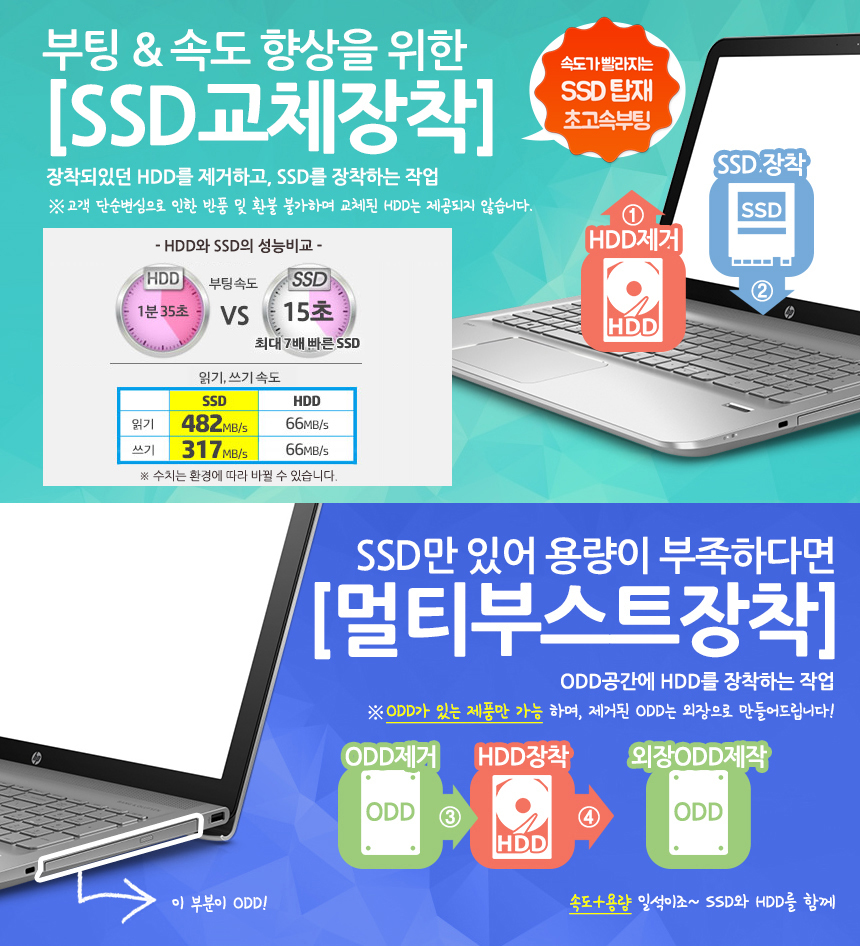 부팅 & 속도 향상을 위한
[SSD교체장착]
속도가 빨라지는
SSD 탑재
초고속부팅
장착되있던 HDD를 제거하고, SSD를 장착하는 작업
※고객 단순변심으로 인한 반품 및 환불 불가하며 교체된 HDD는 제공되지 않습니다.
- HDD와 SSD의 성능비교 -
HDD 부팅속도 SSD
1분 35초 VS 15초
최대 7배 빠른 SSD
읽기, 쓰기 속도
SSD HDD
읽기 482MB/s 66MB/s
쓰기 317MB/s 66MB/s
※ 수치는 환경에 따라 바뀔 수 있습니다.
①
HDD제거
HDD
SSD 장착
SSD
②
hp
SSD만 있어 용량이 부족하다면
[멀티부스트장착]
ODD공간에 HDD를 장착하는 작업
※ODD가 있는 제품만 가능 하며, 제거된 ODD는 외장으로 만들어드립니다!
ODD제거 HDD장착 외장ODD제작
ODD ③ HDD ④ ODD
hp
이 부분이 ODD!
속도+용량 일석이조~ SSD와 HDD를 함께